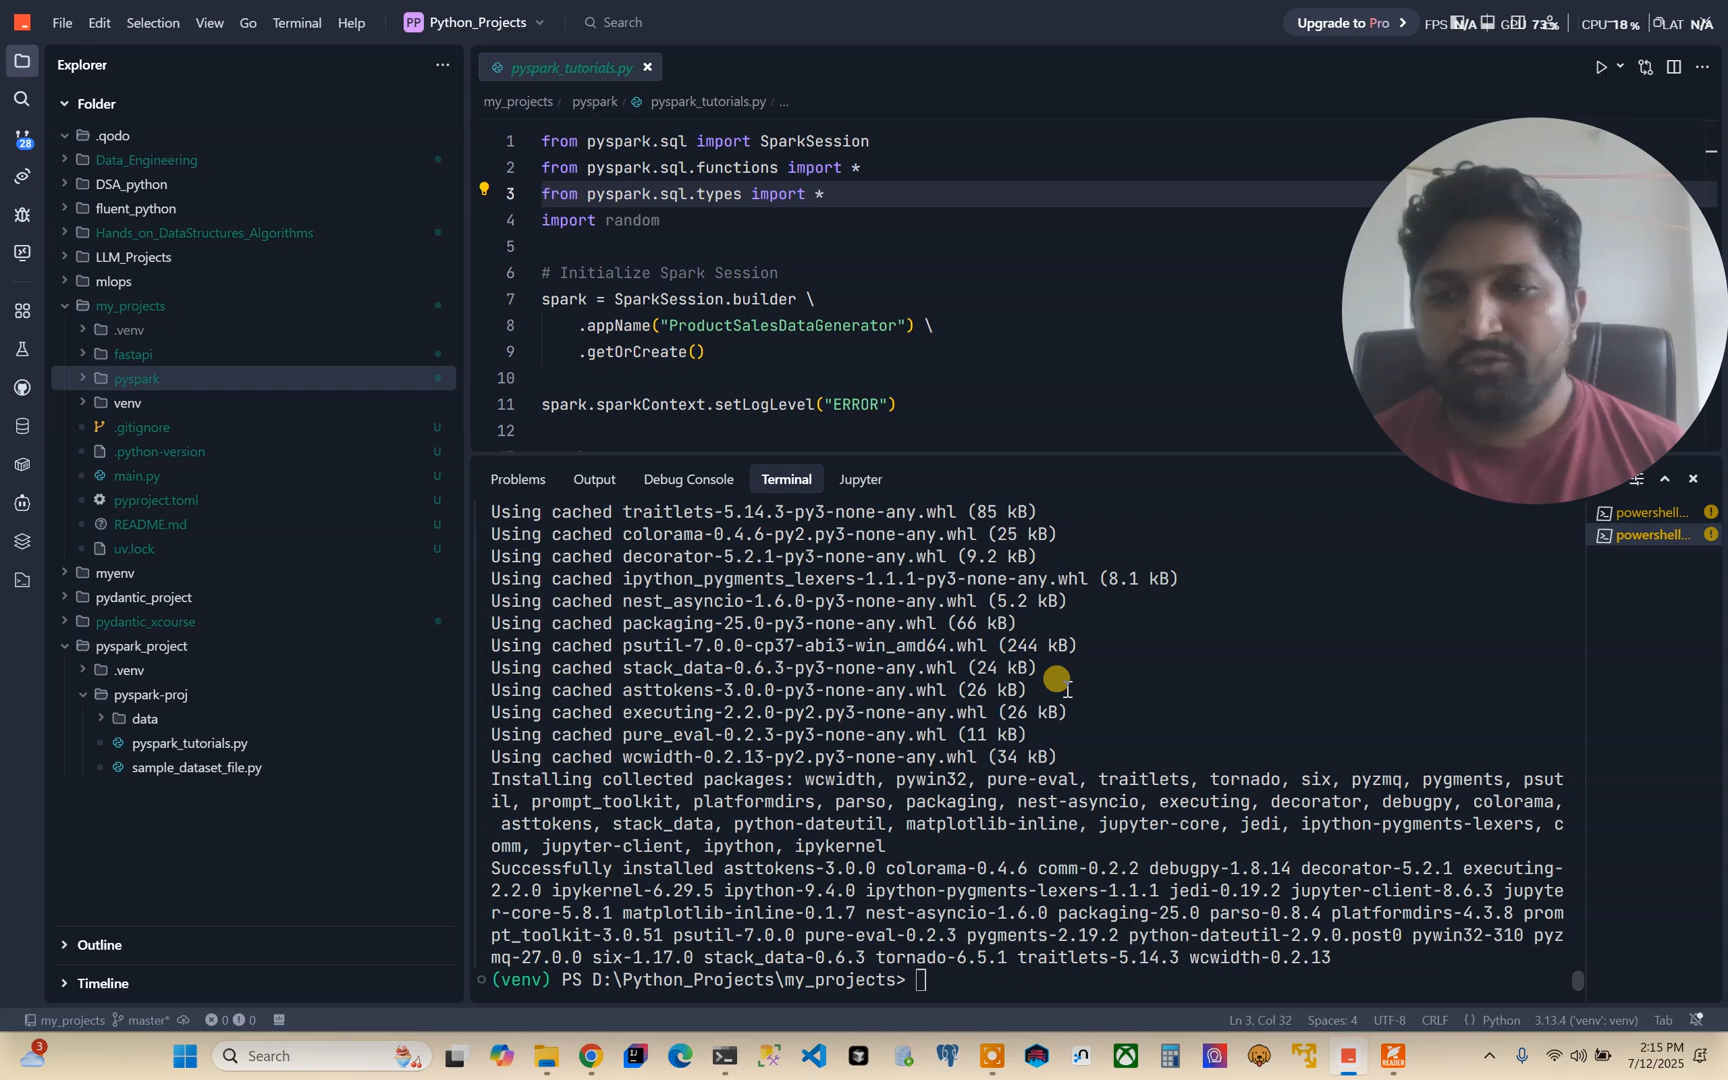 File Edit Selection View Go Terminal Help
PP Python_Projects
Search
Upgrade to Pro
FPS N/A GPU 73% CPU 18% LAT N/A
Explorer
Folder
.qodo
Data_Engineering
DSA_python
fluent_python
Hands_on_DataStructures_Algorithms
LLM_Projects
mlops
my_projects
.venv
fastapi
pyspark
venv
.gitignore U
.python-version U
main.py U
pyproject.toml U
README.md U
uv.lock U
myenv
pydantic_project
pydantic_xcourse
pyspark_project
.venv
pyspark-proj
data
pyspark_tutorials.py
sample_dataset_file.py
Outline
Timeline
28
pyspark_tutorials.py
my_projects pyspark pyspark_tutorials.py ...
1 from pyspark.sql import SparkSession
2 from pyspark.sql.functions import *
3 from pyspark.sql.types import *
4 import random
5
6 # Initialize Spark Session
7 spark = SparkSession.builder \
8 .appName("ProductSalesDataGenerator") \
9 .getOrCreate()
10
11 spark.sparkContext.setLogLevel("ERROR")
12
Problems Output Debug Console Terminal Jupyter
powershell...
powershell...
Using cached traitlets-5.14.3-py3-none-any.whl (85 kB)
Using cached colorama-0.4.6-py2.py3-none-any.whl (25 kB)
Using cached decorator-5.2.1-py3-none-any.whl (9.2 kB)
Using cached ipython_pygments_lexers-1.1.1-py3-none-any.whl (8.1 kB)
Using cached nest_asyncio-1.6.0-py3-none-any.whl (5.2 kB)
Using cached packaging-25.0-py3-none-any.whl (66 kB)
Using cached psutil-7.0.0-cp37-abi3-win_amd64.whl (244 kB)
Using cached stack_data-0.6.3-py3-none-any.whl (24 kB)
Using cached asttokens-3.0.0-py3-none-any.whl (26 kB)
Using cached executing-2.2.0-py2.py3-none-any.whl (26 kB)
Using cached pure_eval-0.2.3-py3-none-any.whl (11 kB)
Using cached wcwidth-0.2.13-py2.py3-none-any.whl (34 kB)
Installing collected packages: wcwidth, pywin32, pure-eval, traitlets, tornado, six, pyzmq, pygments, psut
il, prompt_toolkit, platformdirs, parso, packaging, nest-asyncio, executing, decorator, debugpy, colorama,
asttokens, stack_data, python-dateutil, matplotlib-inline, jupyter-core, jedi, ipython-pygments-lexers, c
omm, jupyter-client, ipython, ipykernel
Successfully installed asttokens-3.0.0 colorama-0.4.6 comm-0.2.2 debugpy-1.8.14 decorator-5.2.1 executing-
2.2.0 ipykernel-6.29.5 ipython-9.4.0 ipython-pygments-lexers-1.1.1 jedi-0.19.2 jupyter-client-8.6.3 jupyte
r-core-5.8.1 matplotlib-inline-0.1.7 nest-asyncio-1.6.0 packaging-25.0 parso-0.8.4 platformdirs-4.3.8 prom
pt_toolkit-3.0.51 psutil-7.0.0 pure-eval-0.2.3 pygments-2.19.2 python-dateutil-2.9.0.post0 pywin32-310 pyz
mq-27.0.0 six-1.17.0 stack_data-0.6.3 tornado-6.5.1 traitlets-5.14.3 wcwidth-0.2.13
(venv) PS D:\Python_Projects\my_projects>
my_projects master* 0 0
Ln 3, Col 32 Spaces: 4 UTF-8 CRLF {} Python 3.13.4 ('venv': venv) Tab
3
Search
READER
2:15 PM
7/12/2025